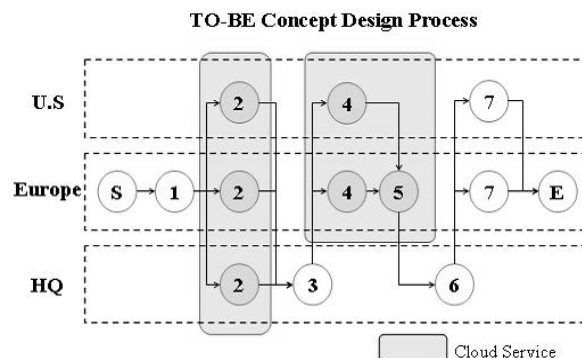 TO-BE Concept Design Process
U.S
2
4
7
Europe
S
1
2
4
5
7
E
HQ
2
3
6
Cloud Service